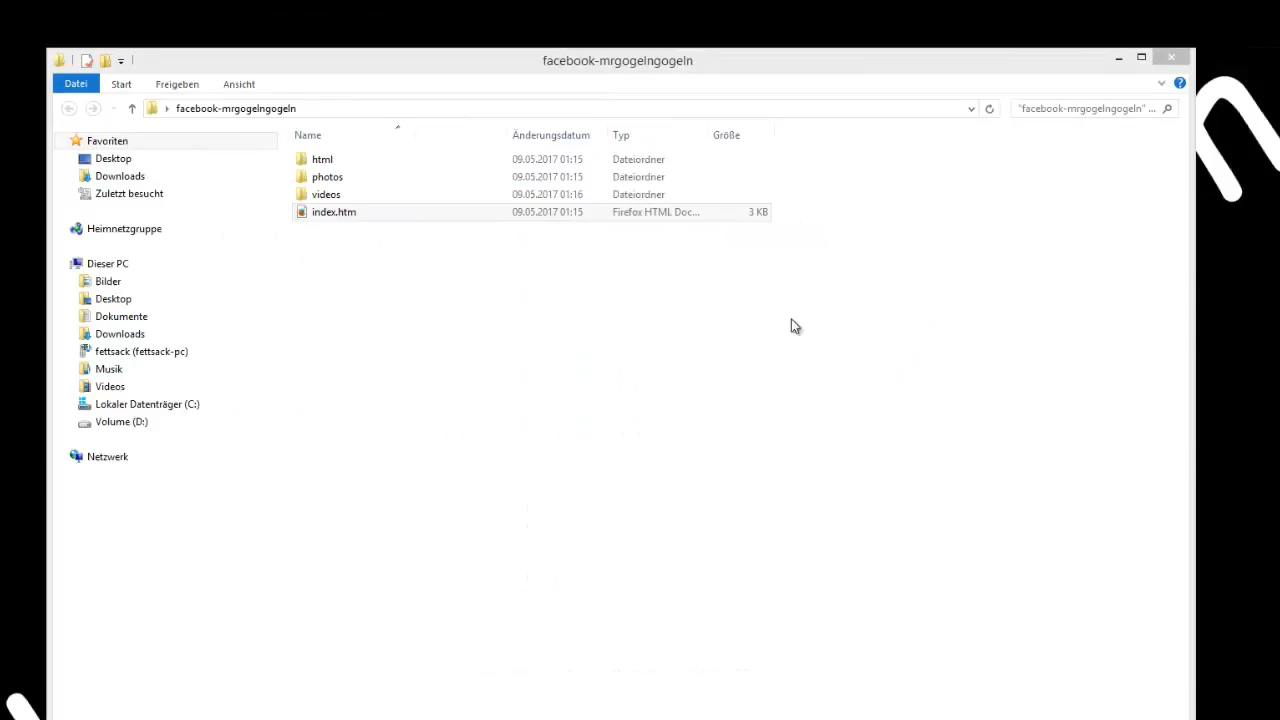 facebook-mrgogelngogeln
Datei Start Freigeben Ansicht
facebook-mrgogelngogeln "facebook-mrgogelngogeln" ...
Name Änderungsdatum Typ Größe
html 09.05.2017 01:15 Dateiordner
photos 09.05.2017 01:15 Dateiordner
videos 09.05.2017 01:16 Dateiordner
index.htm 09.05.2017 01:15 Firefox HTML Doc... 3 KB
Favoriten
Desktop
Downloads
Zuletzt besucht
Heimnetzgruppe
Dieser PC
Bilder
Desktop
Dokumente
Downloads
fettsack (fettsack-pc)
Musik
Videos
Lokaler Datenträger (C:)
Volume (D:)
Netzwerk